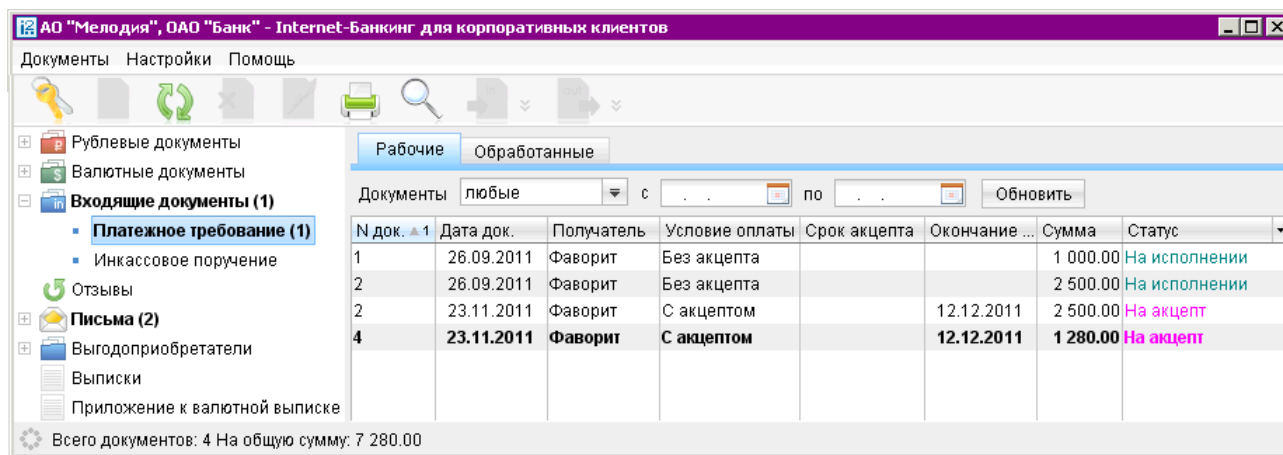 АО "Мелодия", ОАО "Банк" - Internet-Банкинг для корпоративных клиентов
Документы Настройки Помощь
in out
Рублевые документы
Валютные документы
Входящие документы (1)
Платежное требование (1)
Инкассовое поручение
Отзывы
Письма (2)
Выгодоприобретатели
Выписки
Приложение к валютной выписке
Рабочие Обработанные
Документы любые с . . по . . Обновить
N док. 1 Дата док. Получатель Условие оплаты Срок акцепта Окончание ... Сумма Статус
1 26.09.2011 Фаворит Без акцепта 1 000.00 На исполнении
2 26.09.2011 Фаворит Без акцепта 2 500.00 На исполнении
2 23.11.2011 Фаворит С акцептом 12.12.2011 2 500.00 На акцепт
4 23.11.2011 Фаворит С акцептом 12.12.2011 1 280.00 На акцепт
Всего документов: 4 На общую сумму: 7 280.00